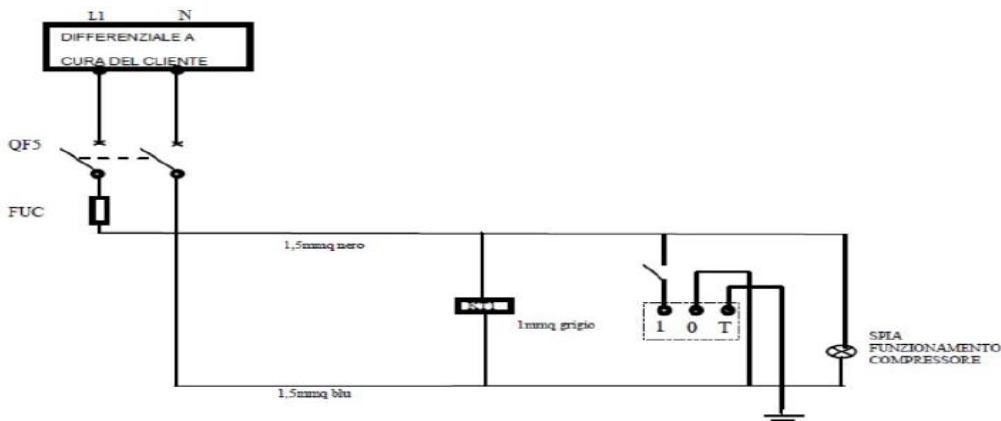 L1 N
DIFFERENZIALE A
CURA DEL CLIENTE
QF5
FUC
1,5mmq nero
1mmq grigio
1 0 T
SPIA
FUNZIONAMENTO
COMPRESSORE
1,5mmq blu